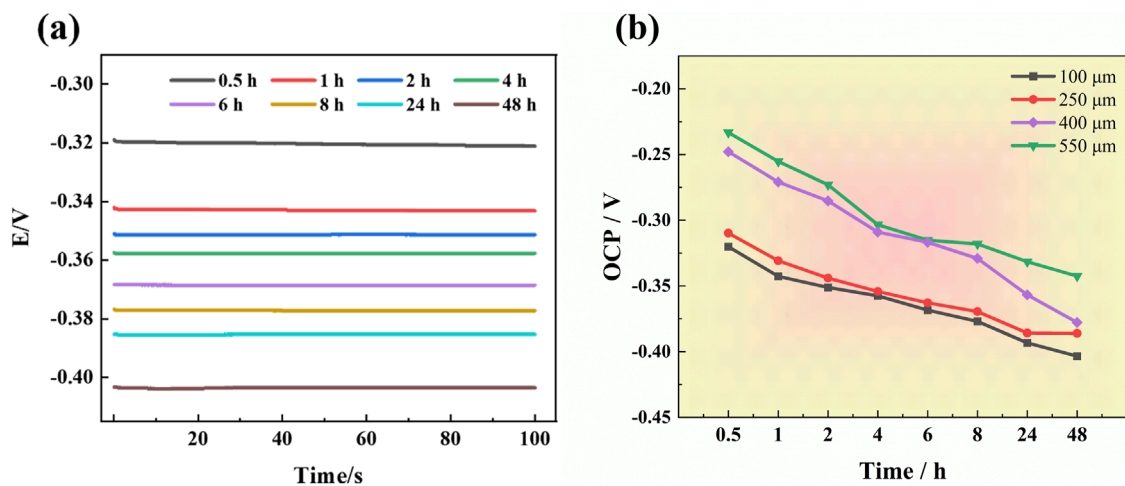 (a)
E/V
-0.30
-0.32
-0.34
-0.36
-0.38
-0.40
0.5 h 1 h 2 h 4 h
6 h 8 h 24 h 48 h
20 40 60 80 100
Time/s
(b)
OCP / V
-0.20
-0.25
-0.30
-0.35
-0.40
-0.45
100 μm
250 μm
400 μm
550 μm
0.5 1 2 4 6 8 24 48
Time / h